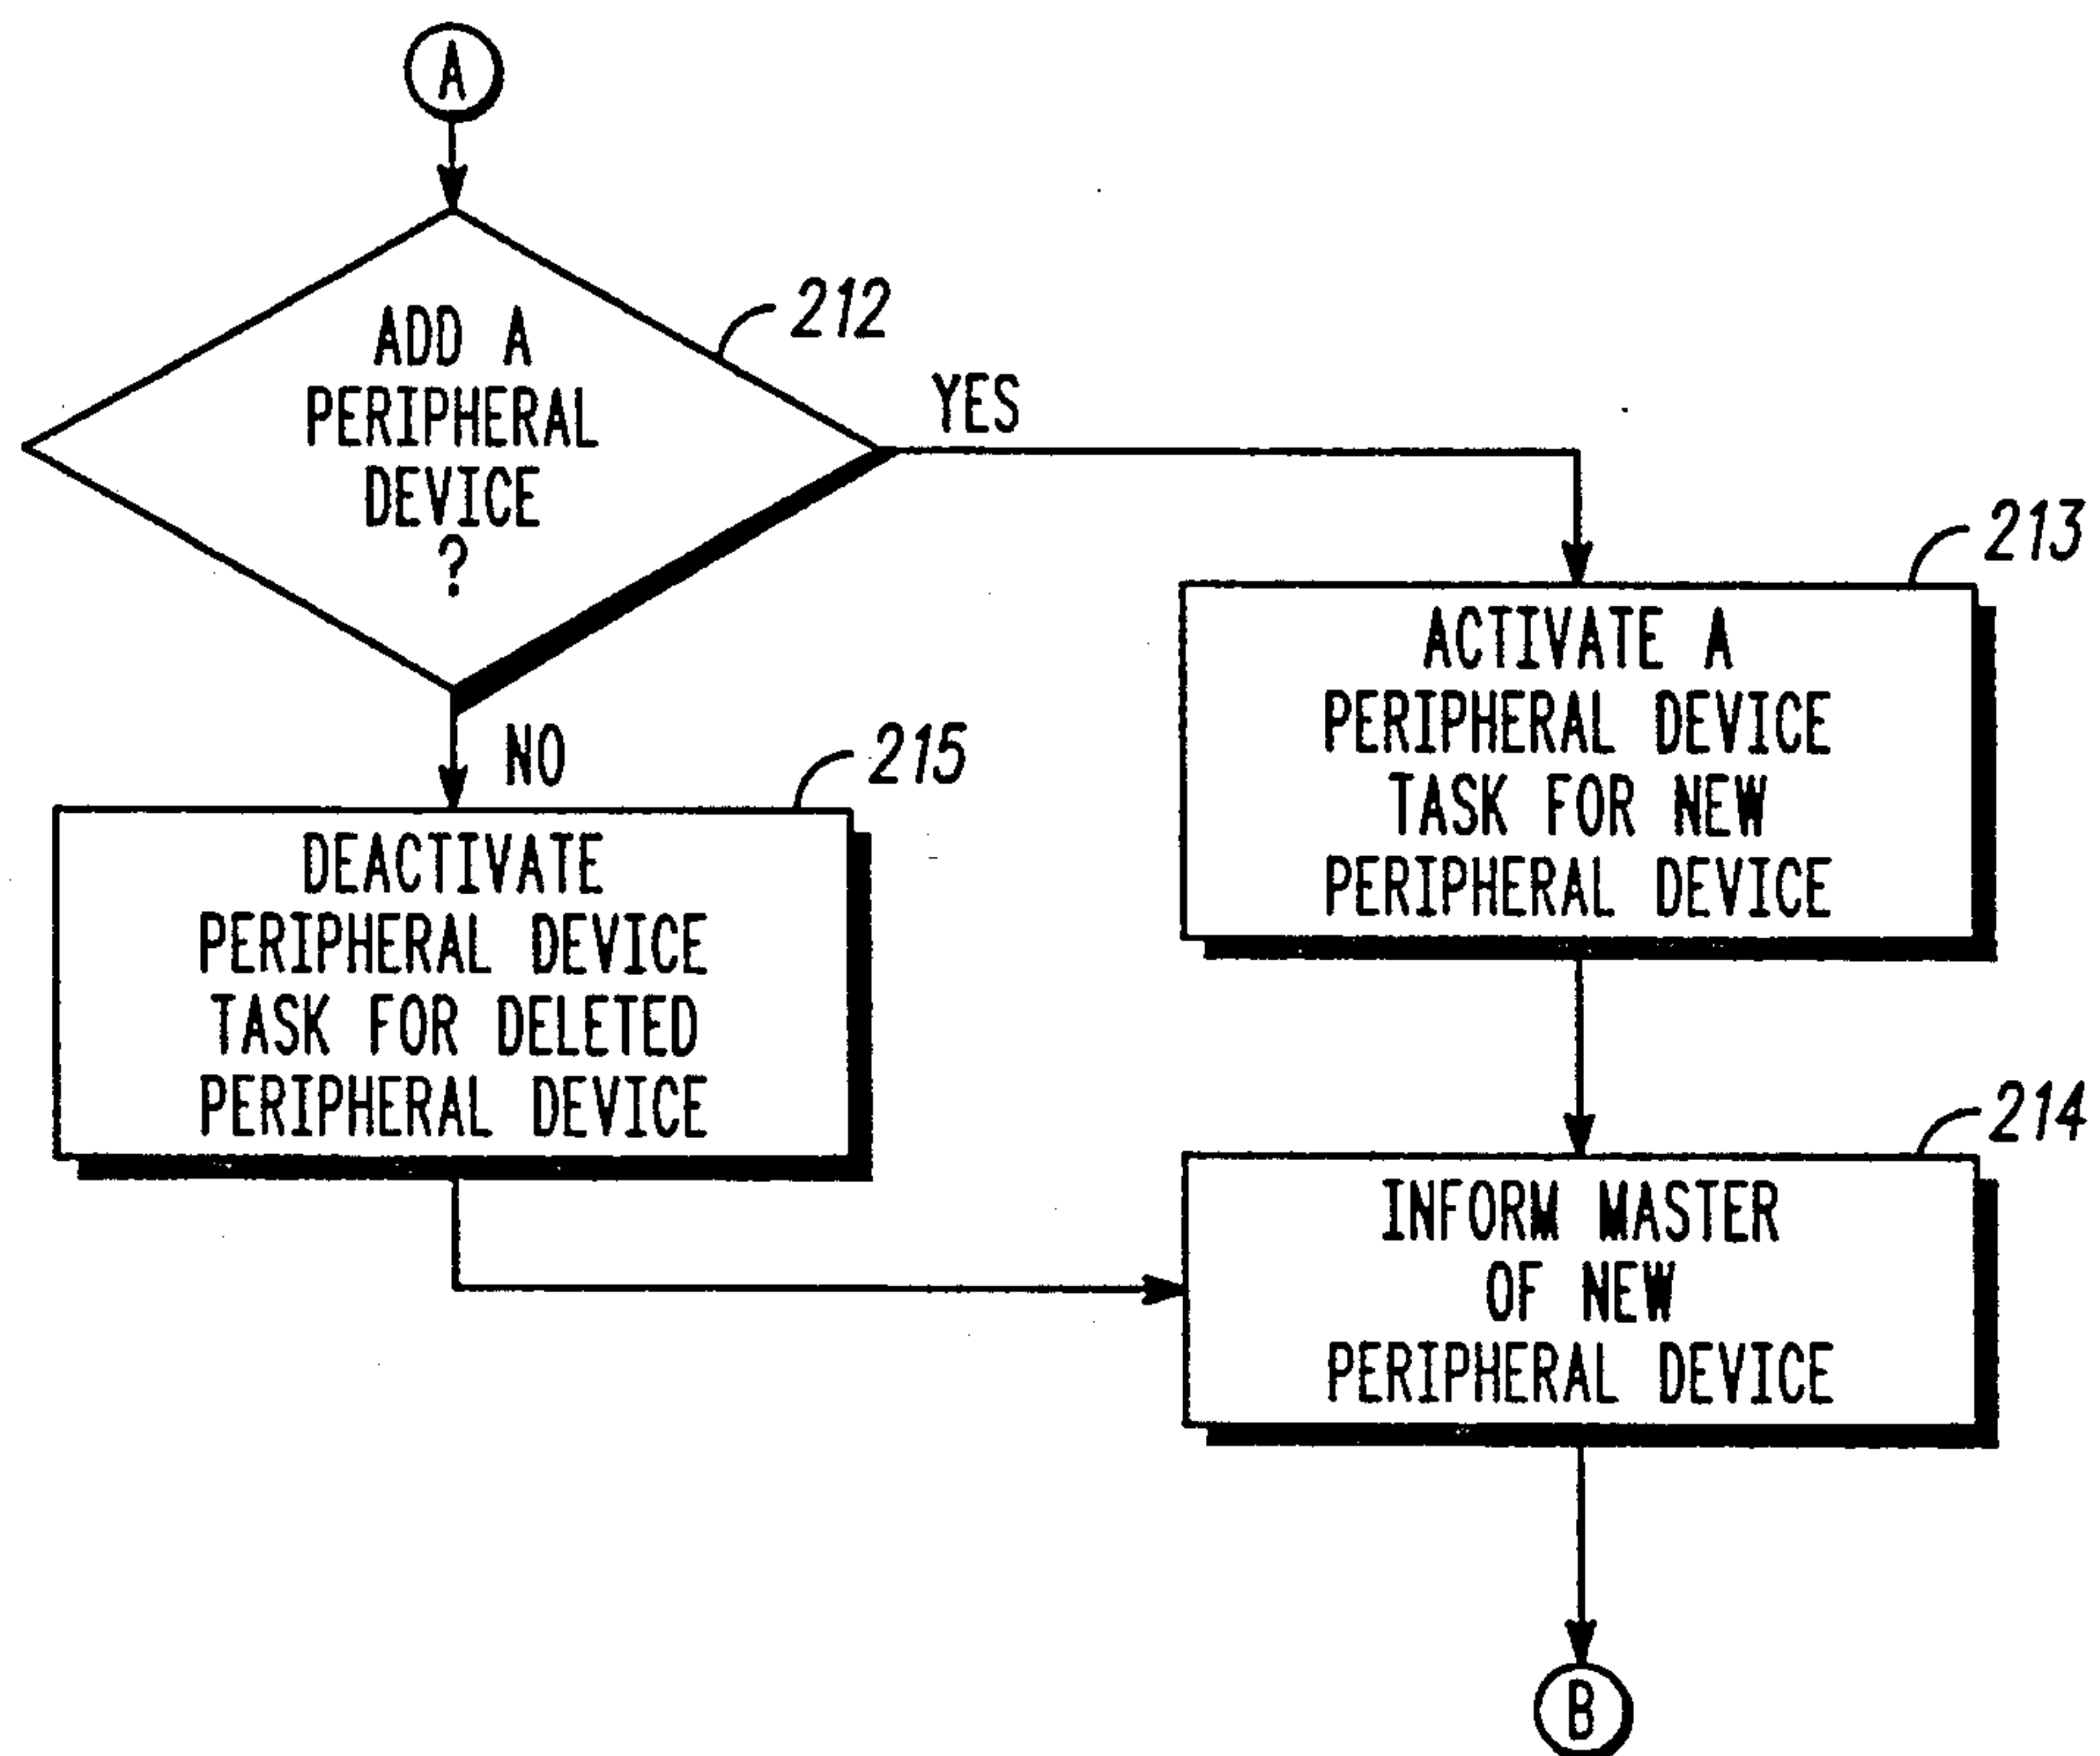 A
ADD A
PERIPHERAL
DEVICE
?
212
YES
NO
213
ACTIVATE A
PERIPHERAL DEVICE
TASK FOR NEW
PERIPHERAL DEVICE
215
DEACTIVATE
PERIPHERAL DEVICE
TASK FOR DELETED
PERIPHERAL DEVICE
214
INFORM MASTER
OF NEW
PERIPHERAL DEVICE
B